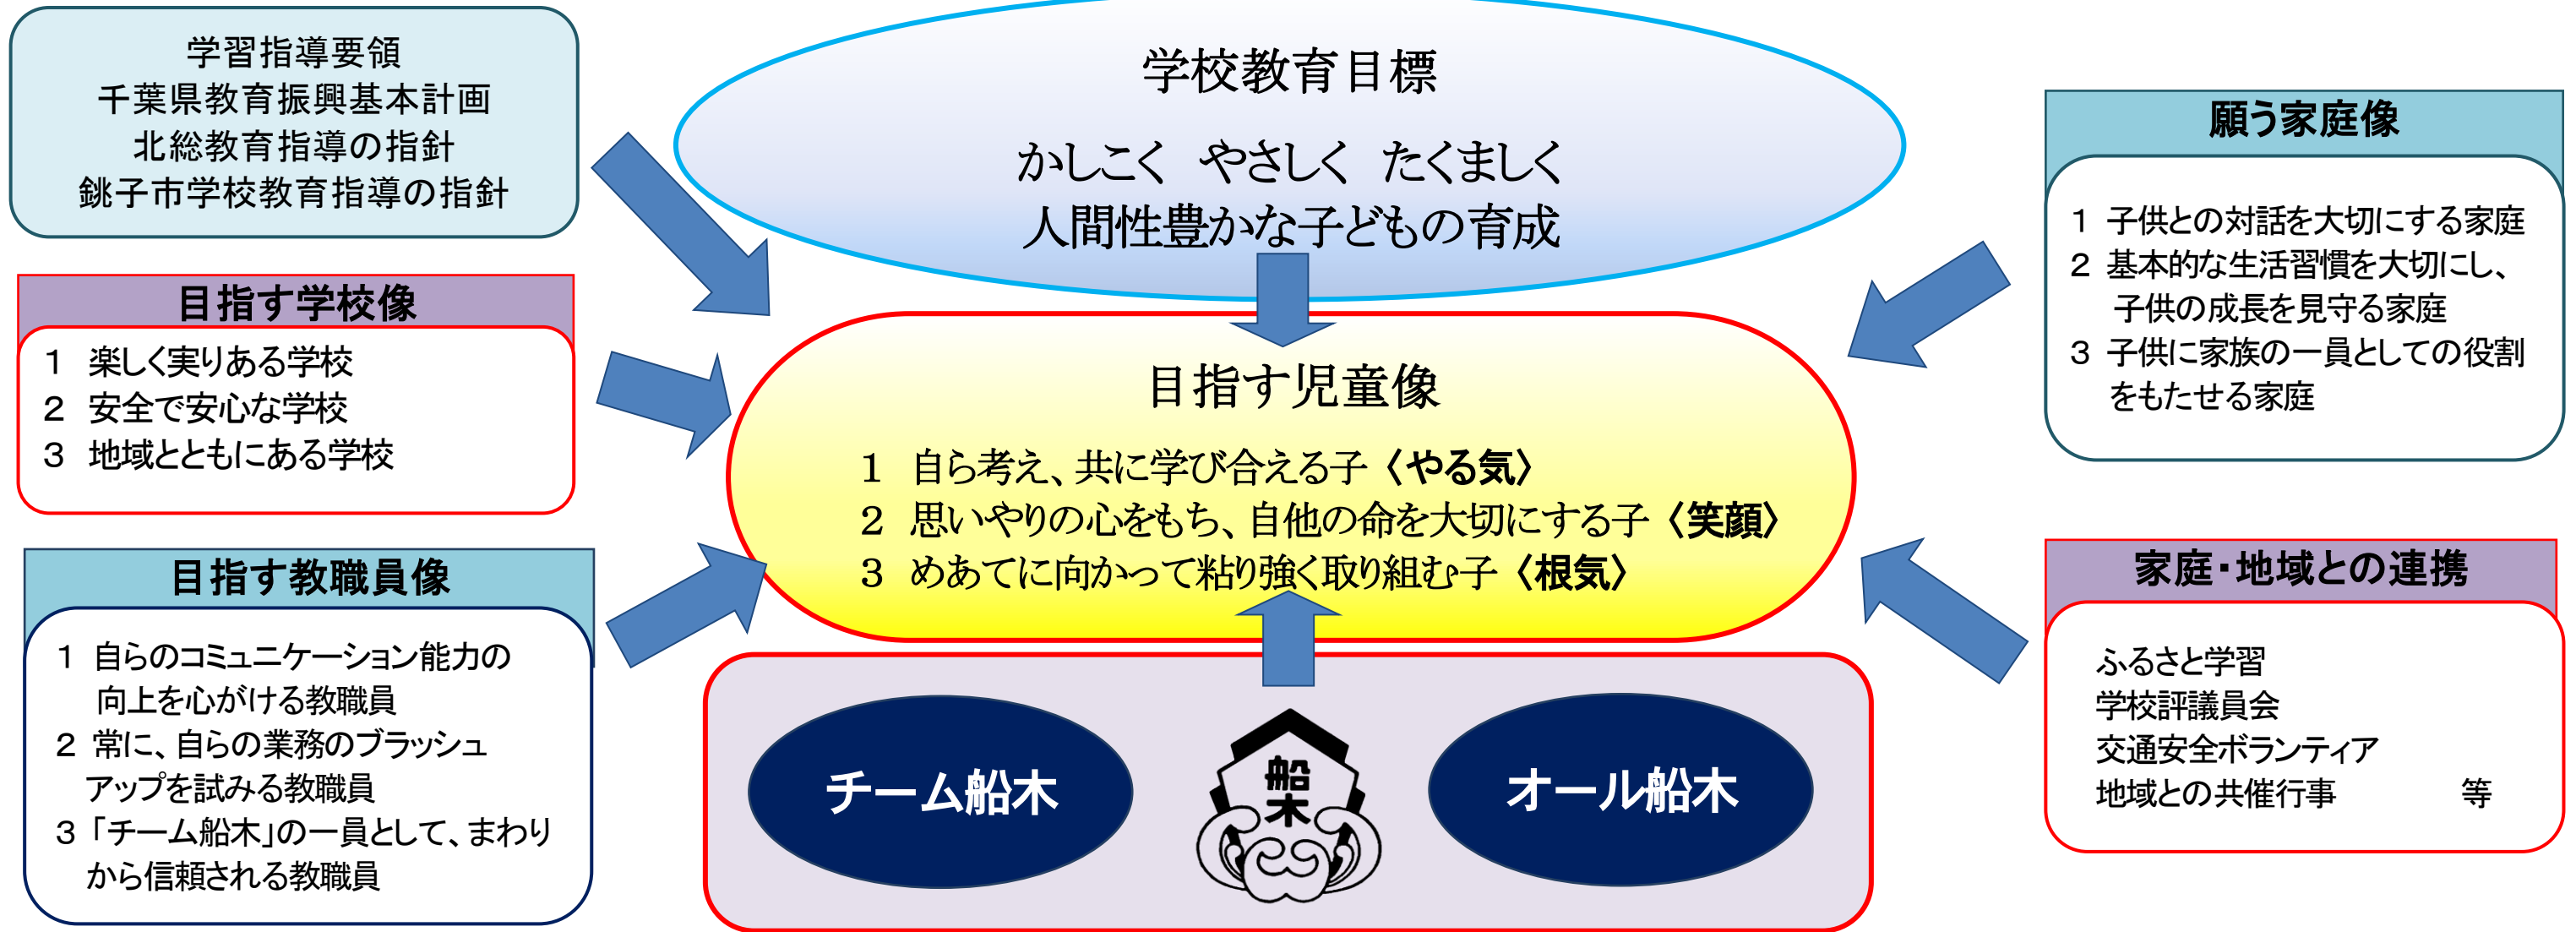 学習指導要領
千葉県教育振興基本計画
北総教育指導の指針
銚子市学校教育指導の指針
学校教育目標
かしこく　やさしく　たくましく
人間性豊かな子どもの育成
願う家庭像
1 子供との対話を大切にする家庭
2 基本的な生活習慣を大切にし、
子供の成長を見守る家庭
3 子供に家族の一員としての役割
をもたせる家庭
目指す学校像
1 楽しく実りある学校
2 安全で安心な学校
3 地域とともにある学校
目指す児童像
1 自ら考え、共に学び合える子〈やる気〉
2 思いやりの心をもち、自他の命を大切にする子〈笑顔〉
3 めあてに向かって粘り強く取り組む子〈根気〉
目指す教職員像
1 自らのコミュニケーション能力の
向上を心がける教職員
2 常に、自らの業務のブラッシュ
アップを試みる教職員
3 「チーム船木」の一員として、まわり
から信頼される教職員
家庭・地域との連携
ふるさと学習
学校評議員会
交通安全ボランティア
地域との共催行事　　　等
チーム船木
船木
オール船木